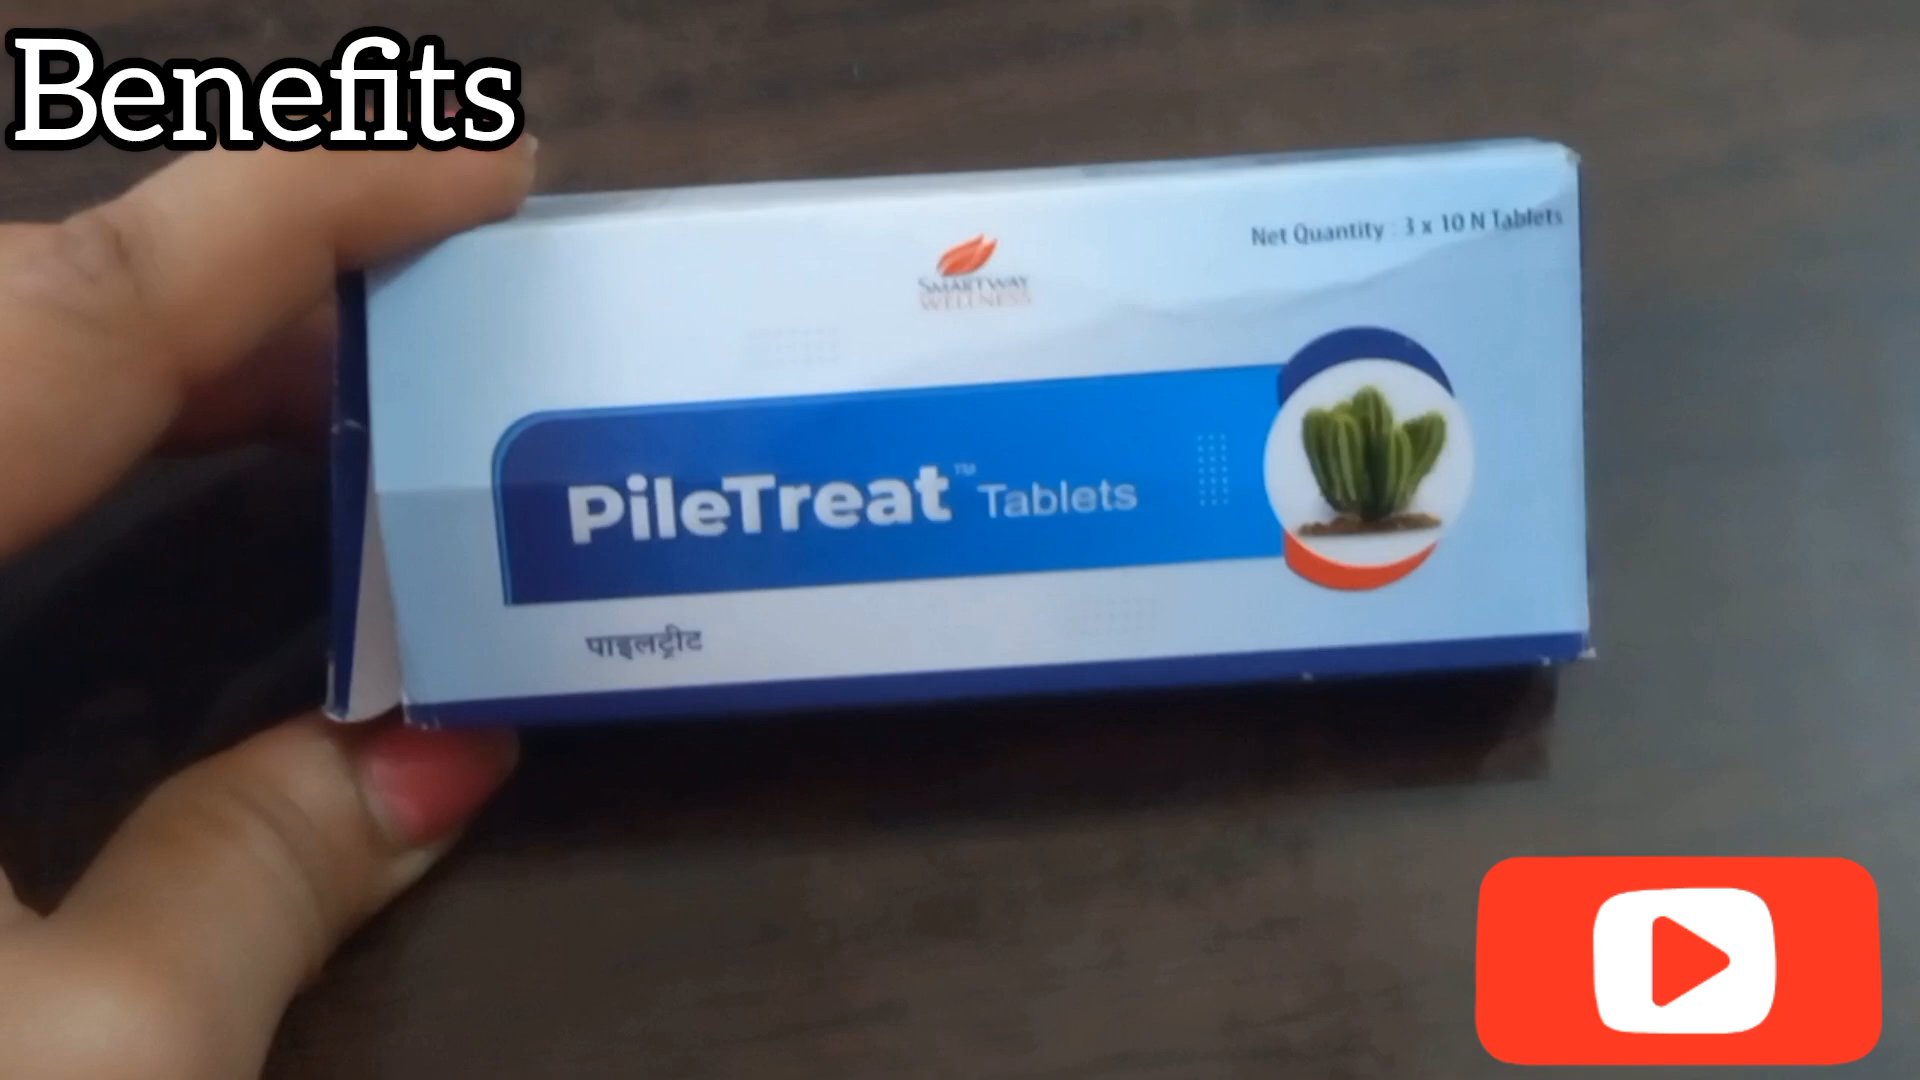 Benefits
Net Quantity : 3 x 10 N Tablets
SMARTWAY
WELLNESS
PileTreat™ Tablets
पाइलट्रीट